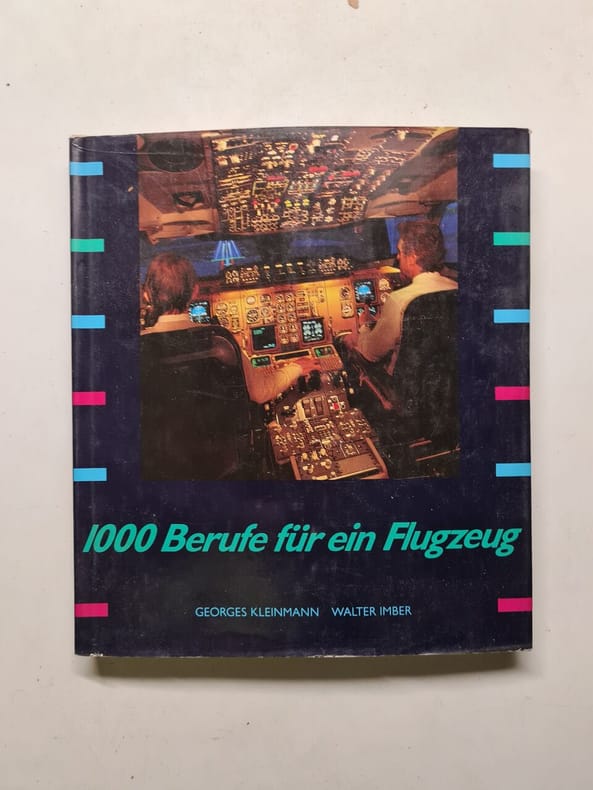 1000 Berufe für ein Flugzeug
GEORGES KLEINMANN WALTER IMBER